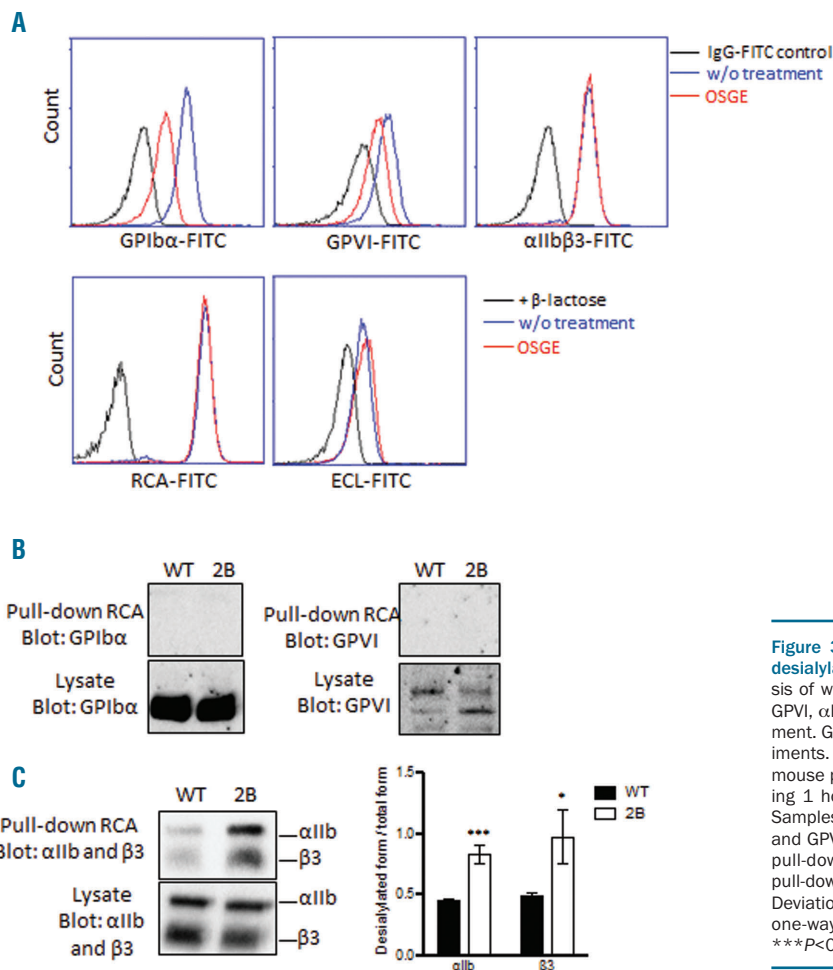 A
IgG-FITC control
w/o treatment
OSGE
Count
GPIbα-FITC
GPVI-FITC
αIIbβ3-FITC
+ β-lactose
w/o treatment
OSGE
Count
RCA-FITC
ECL-FITC
B
WT 2B
Pull-down RCA
Blot: GPIbα
Lysate
Blot: GPIbα
WT 2B
Pull-down RCA
Blot: GPVI
Lysate
Blot: GPVI
C
WT 2B
Pull-down RCA
Blot: αIIb and β3
αIIb
β3
Lysate
Blot: αIIb
and β3
αIIb
β3
Desialylated form / total form
1.5
1.0
0.5
0.0
***
*
WT
2B
αIIb
β3
Figure 3
desialyla
sis of w
GPVI, αI
ment. G
iments.
mouse p
ing 1 h
Samples
and GPV
pull-dow
pull-dow
Deviatio
one-way
***P<0